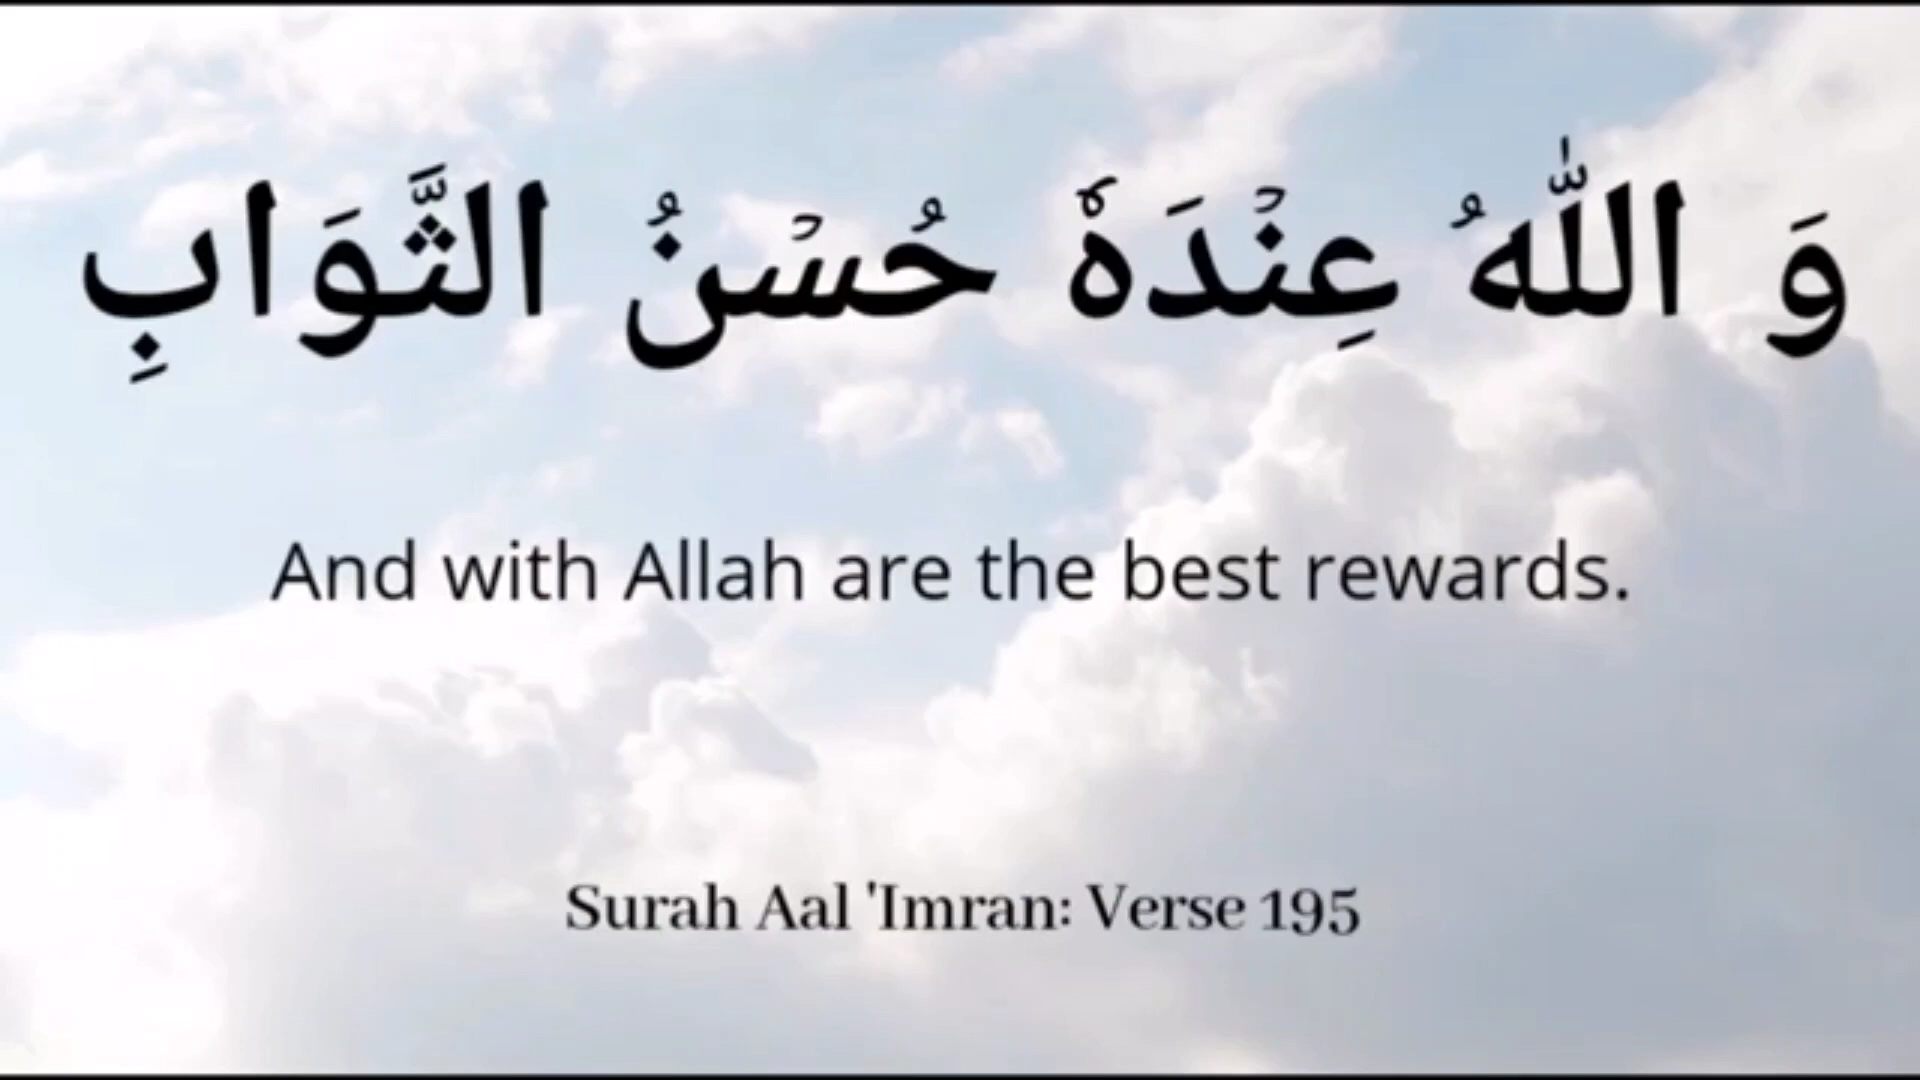 وَ اللّٰهُ عِنۡدَهٗ حُسۡنُ الثَّوَابِ
And with Allah are the best rewards.
Surah Aal 'Imran: Verse 195